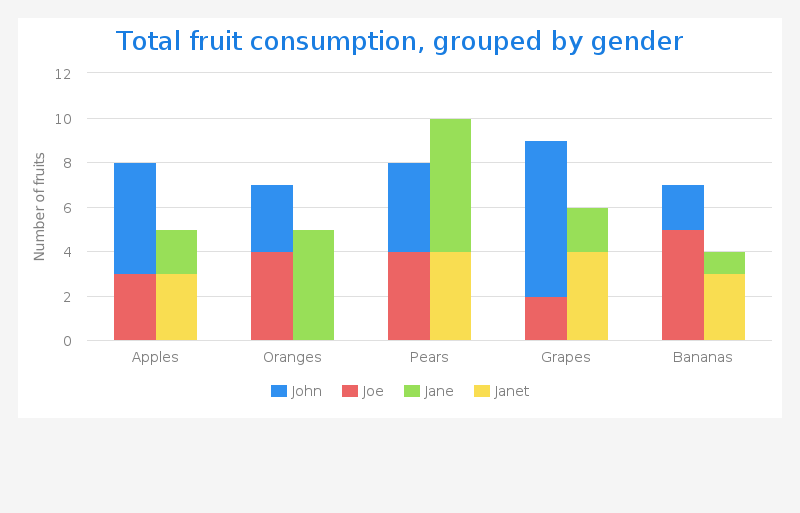 Total fruit consumption, grouped by gender
Number of fruits
12
10
8
6
4
2
0
Apples Oranges Pears Grapes Bananas
John Joe Jane Janet